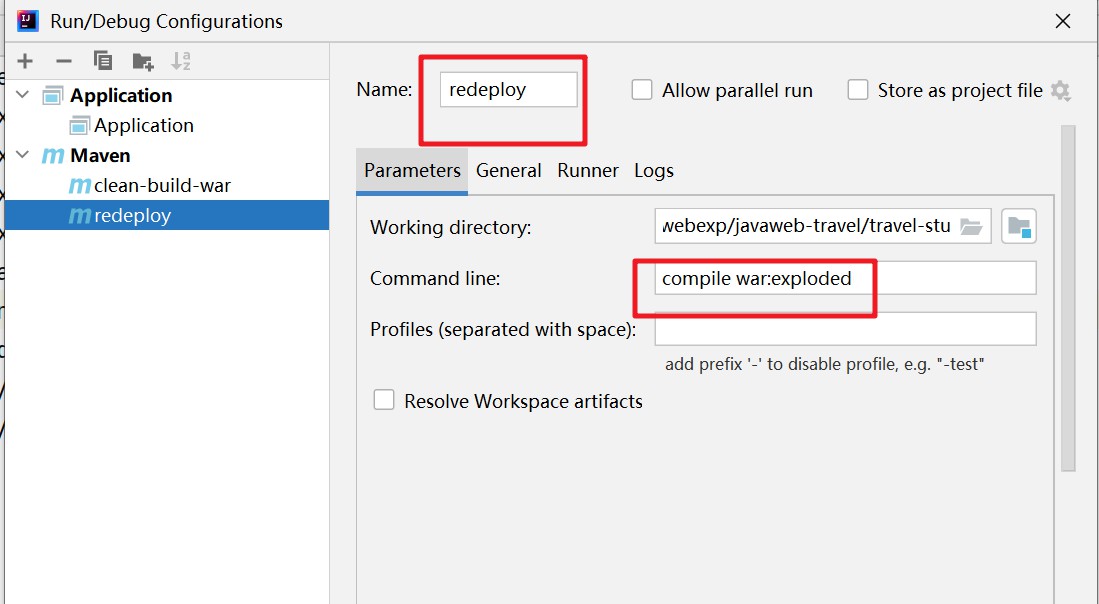 Run/Debug Configurations
Application
Application
Maven
clean-build-war
redeploy
Name: redeploy Allow parallel run Store as project file
Parameters General Runner Logs
Working directory: webexp/javaweb-travel/travel-stu
Command line: compile war:exploded
Profiles (separated with space):
add prefix '-' to disable profile, e.g. "-test"
Resolve Workspace artifacts